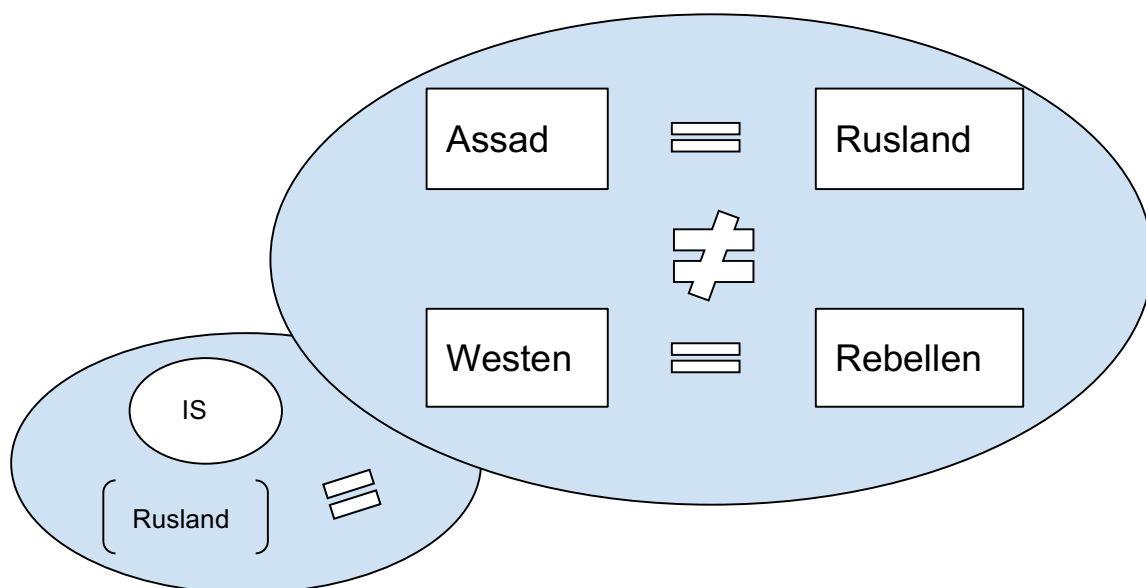 Assad = Rusland
≠
Westen = Rebellen
IS
[Rusland] =